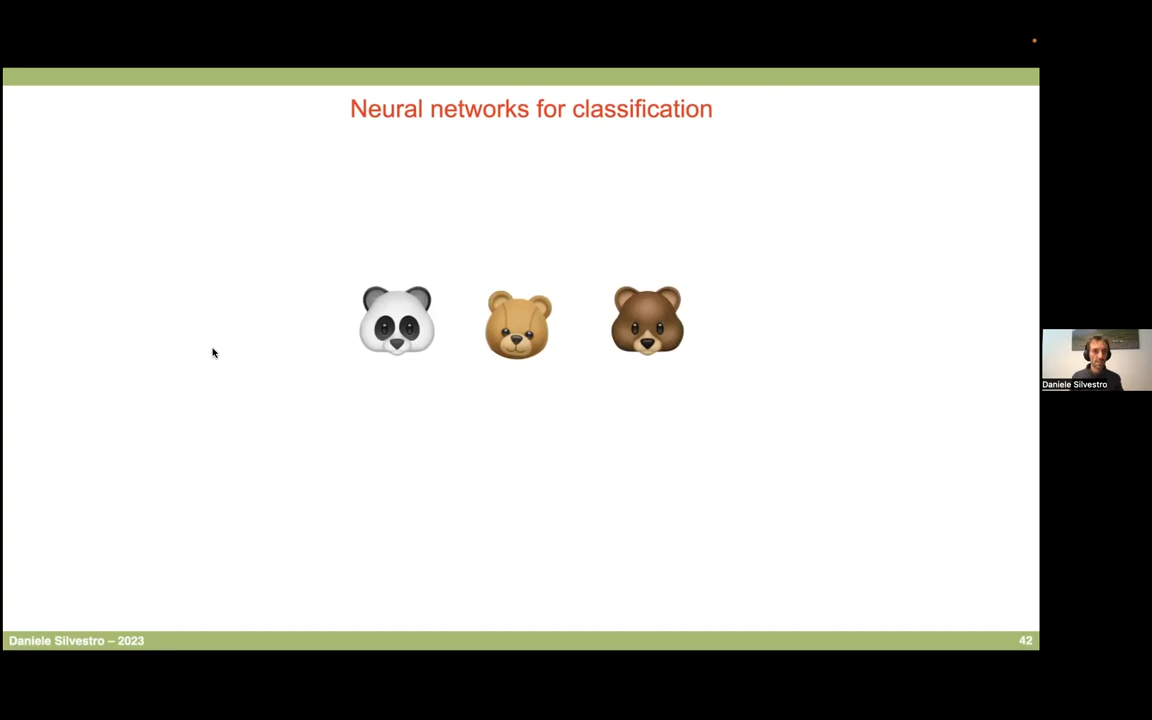 Neural networks for classification
Daniele Silvestro
Daniele Silvestro – 2023
42